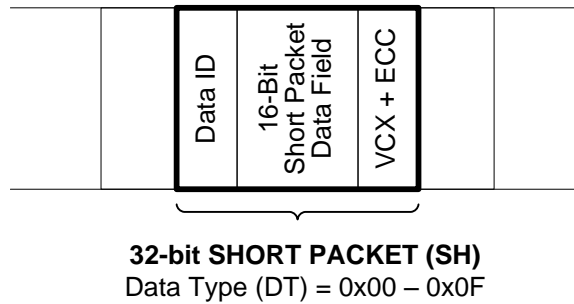 Data ID
16-Bit
Short Packet
Data Field
VCX + ECC
32-bit SHORT PACKET (SH)
Data Type (DT) = 0x00 – 0x0F